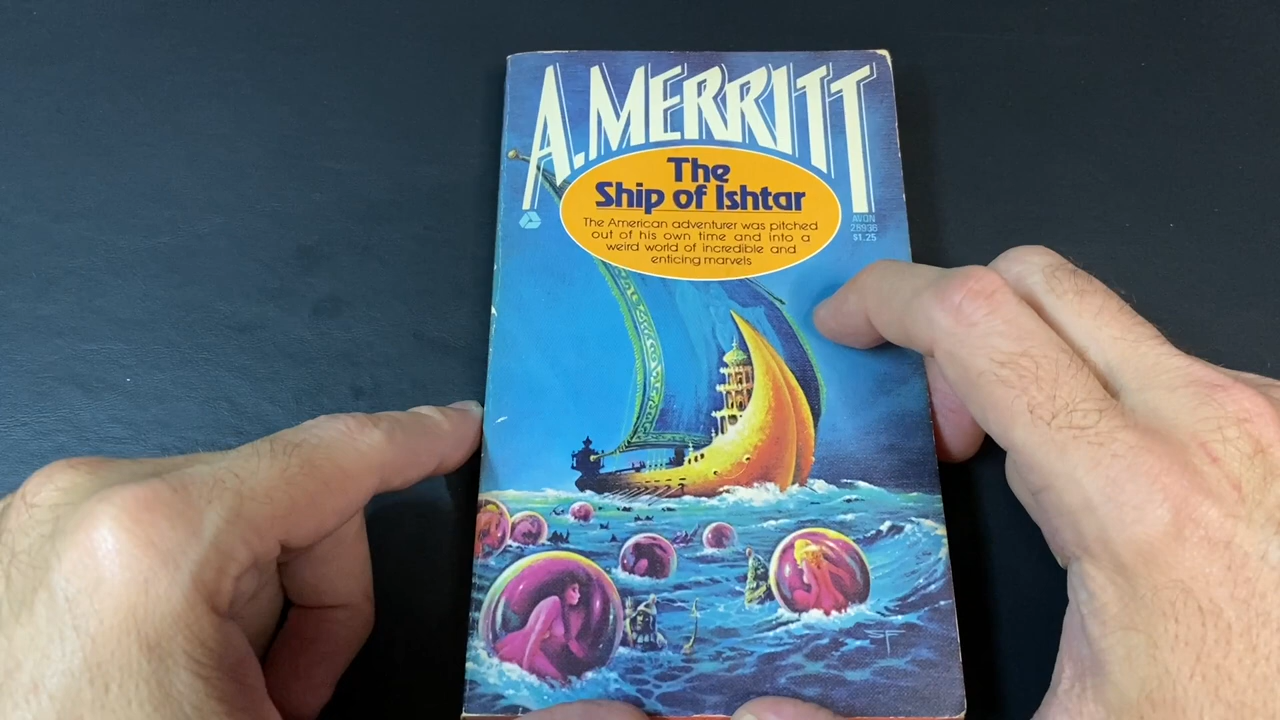 A. MERRITT
The
Ship of Ishtar
The American adventurer was pitched
out of his own time and into a
weird world of incredible and
enticing marvels
AVON
28936
$1.25
SF